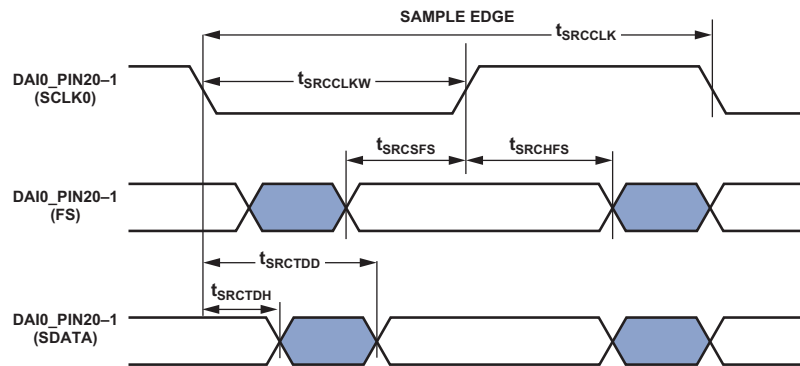 SAMPLE EDGE
tSRCCLK
DAI0_PIN20–1
(SCLK0)
tSRCCLKW
tSRCSFS
tSRCHFS
DAI0_PIN20–1
(FS)
tSRCTDD
tSRCTDH
DAI0_PIN20–1
(SDATA)